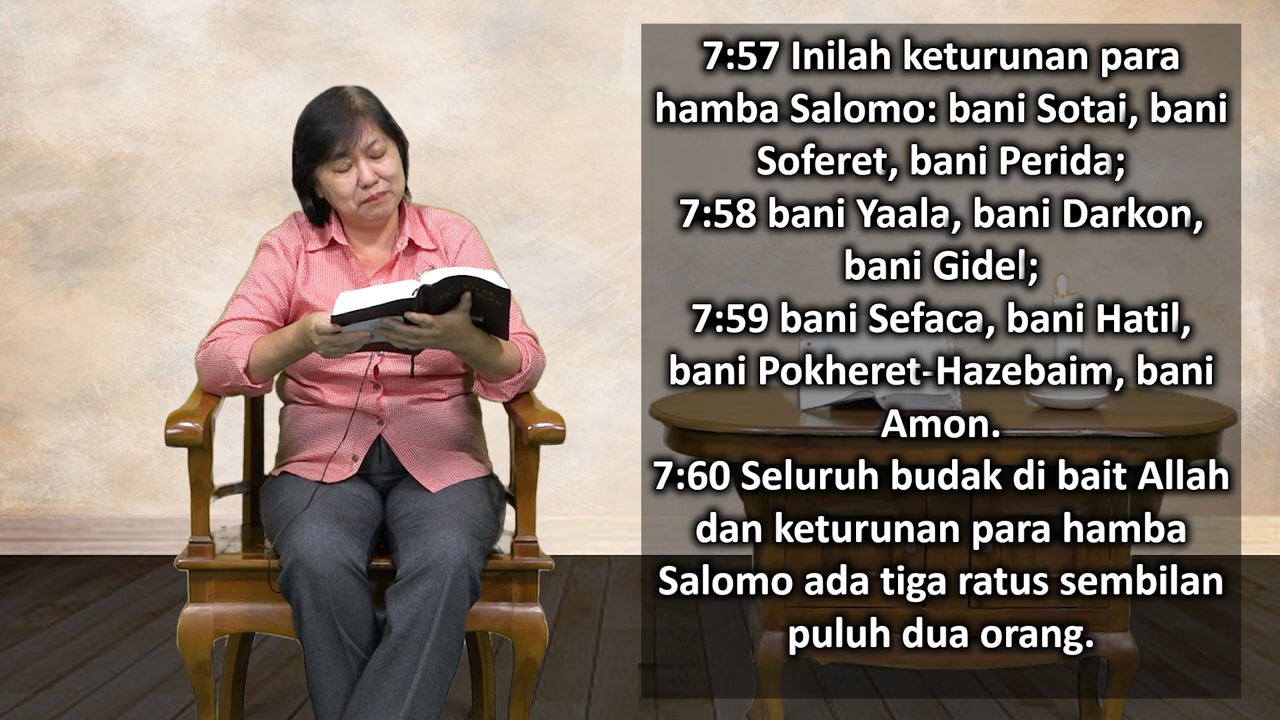 7:57 Inilah keturunan para
hamba Salomo: bani Sotai, bani
Soferet, bani Perida;
7:58 bani Yaala, bani Darkon,
bani Gidel;
7:59 bani Sefaca, bani Hatil,
bani Pokheret-Hazebaim, bani
Amon.
7:60 Seluruh budak di bait Allah
dan keturunan para hamba
Salomo ada tiga ratus sembilan
puluh dua orang.